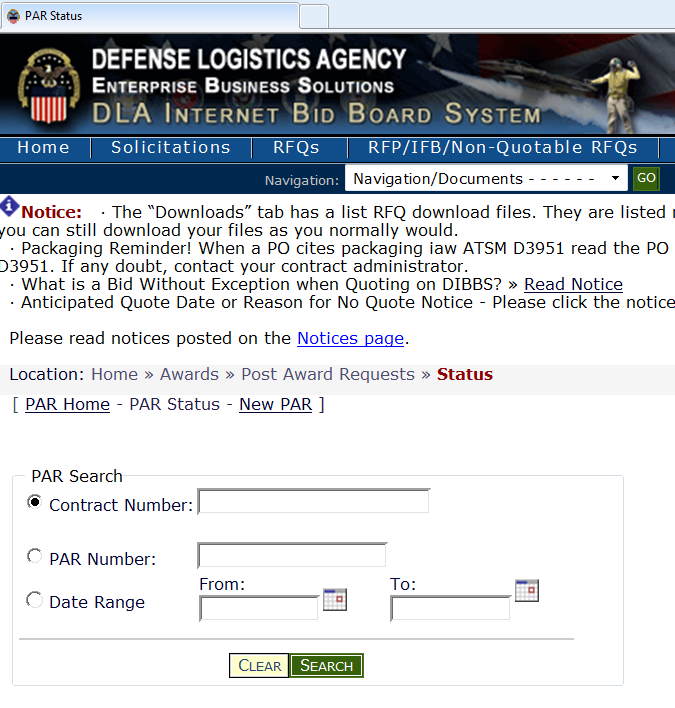 PAR Status
DEFENSE LOGISTICS AGENCY
ENTERPRISE BUSINESS SOLUTIONS
DLA INTERNET BID BOARD SYSTEM
Home Solicitations RFQs RFP/IFB/Non-Quotable RFQs
Navigation: Navigation/Documents - - - - - - GO
Notice: · The “Downloads” tab has a list RFQ download files. They are listed
you can still download your files as you normally would.
· Packaging Reminder! When a PO cites packaging iaw ATSM D3951 read the PO
D3951. If any doubt, contact your contract administrator.
· What is a Bid Without Exception when Quoting on DIBBS? » Read Notice
· Anticipated Quote Date or Reason for No Quote Notice - Please click the notice
Please read notices posted on the Notices page.
Location: Home » Awards » Post Award Requests » Status
[ PAR Home - PAR Status - New PAR ]
PAR Search
Contract Number:
PAR Number:
From: To:
Date Range
CLEAR SEARCH